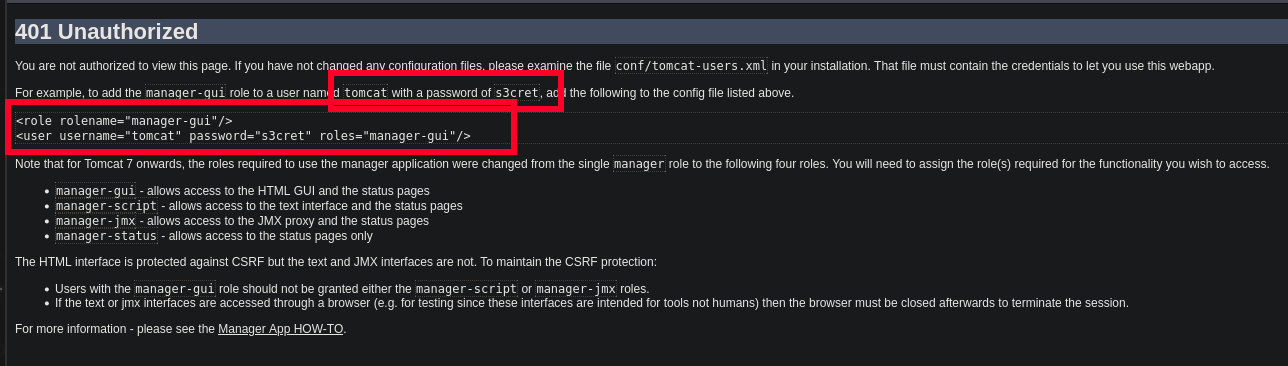 401 Unauthorized
You are not authorized to view this page. If you have not changed any configuration files, please examine the file conf/tomcat-users.xml in your installation. That file must contain the credentials to let you use this webapp.
For example, to add the manager-gui role to a user named tomcat with a password of s3cret, add the following to the config file listed above.
<role rolename="manager-gui"/>
<user username="tomcat" password="s3cret" roles="manager-gui"/>
Note that for Tomcat 7 onwards, the roles required to use the manager application were changed from the single manager role to the following four roles. You will need to assign the role(s) required for the functionality you wish to access.
• manager-gui - allows access to the HTML GUI and the status pages
• manager-script - allows access to the text interface and the status pages
• manager-jmx - allows access to the JMX proxy and the status pages
• manager-status - allows access to the status pages only
The HTML interface is protected against CSRF but the text and JMX interfaces are not. To maintain the CSRF protection:
• Users with the manager-gui role should not be granted either the manager-script or manager-jmx roles.
• If the text or jmx interfaces are accessed through a browser (e.g. for testing since these interfaces are intended for tools not humans) then the browser must be closed afterwards to terminate the session.
For more information - please see the Manager App HOW-TO.